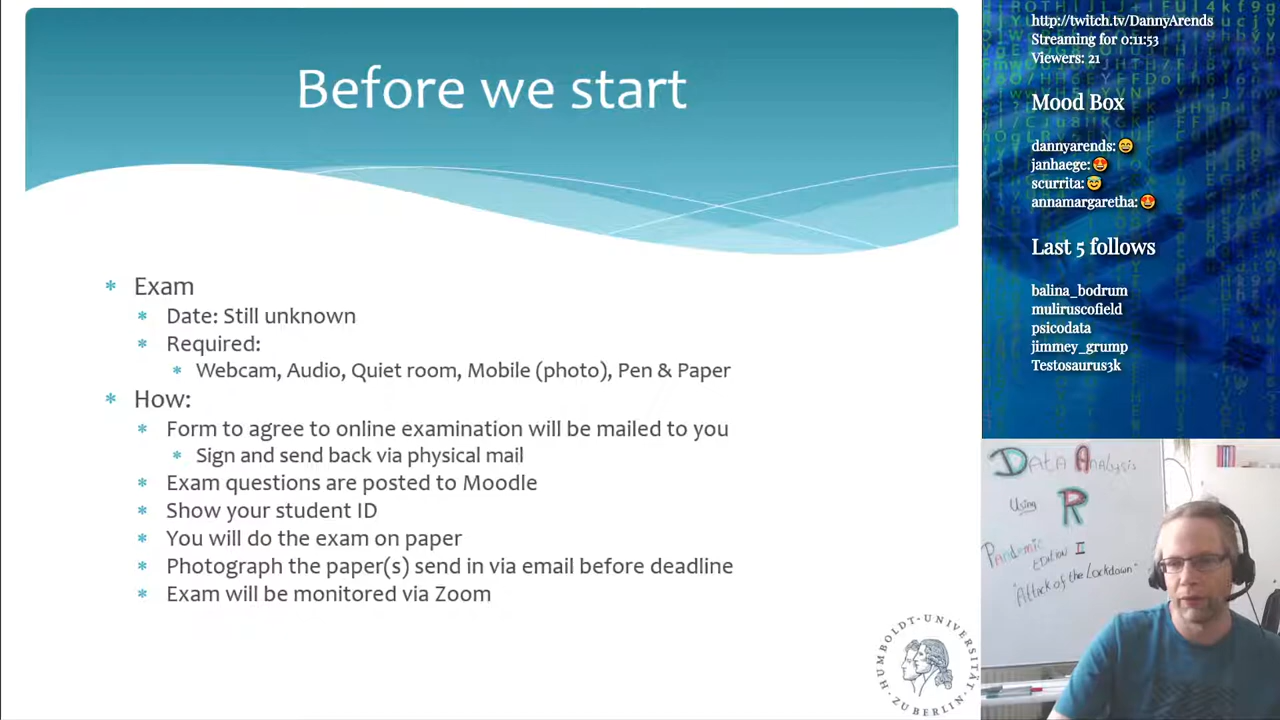 Before we start
* Exam
* Date: Still unknown
* Required:
* Webcam, Audio, Quiet room, Mobile (photo), Pen & Paper
* How:
* Form to agree to online examination will be mailed to you
* Sign and send back via physical mail
* Exam questions are posted to Moodle
* Show your student ID
* You will do the exam on paper
* Photograph the paper(s) send in via email before deadline
* Exam will be monitored via Zoom
HUMBOLDT-UNIVERSITÄT
ZU BERLIN
http://twitch.tv/DannyArends
Streaming for 0:11:53
Viewers: 21
Mood Box
dannyarends: 😄
janhaege: 😍
scurrita: 😇
annamargaretha: 😍
Last 5 follows
balina_bodrum
muliruscofield
psicodata
jimmey_grump
Testosaurus3k
Data Analysis
Using R
Pandemic
Edition II
"Attack of the Lockdown"